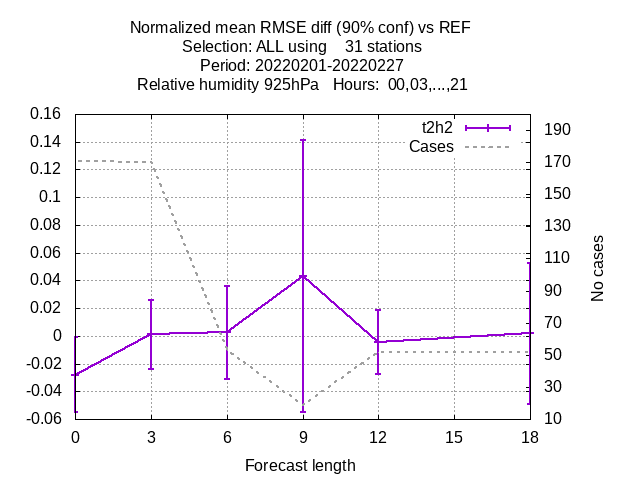 Normalized mean RMSE diff (90% conf) vs REF
Selection: ALL using    31 stations
Period: 20220201-20220227
Relative humidity 925hPa   Hours:  00,03,...,21
t2h2
Cases
0.16
0.14
0.12
0.1
0.08
0.06
0.04
0.02
0
-0.02
-0.04
-0.06
190
170
150
130
110
90
70
50
30
10
No cases
0 3 6 9 12 15 18
Forecast length